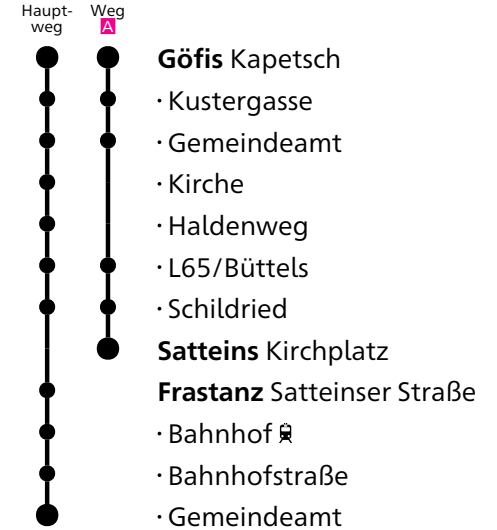 Haupt-
weg
Weg
A
Göfis Kapetsch
· Kustergasse
· Gemeindeamt
· Kirche
· Haldenweg
· L65/Büttels
· Schildried
Satteins Kirchplatz
Frastanz Satteinser Straße
· Bahnhof
· Bahnhofstraße
· Gemeindeamt